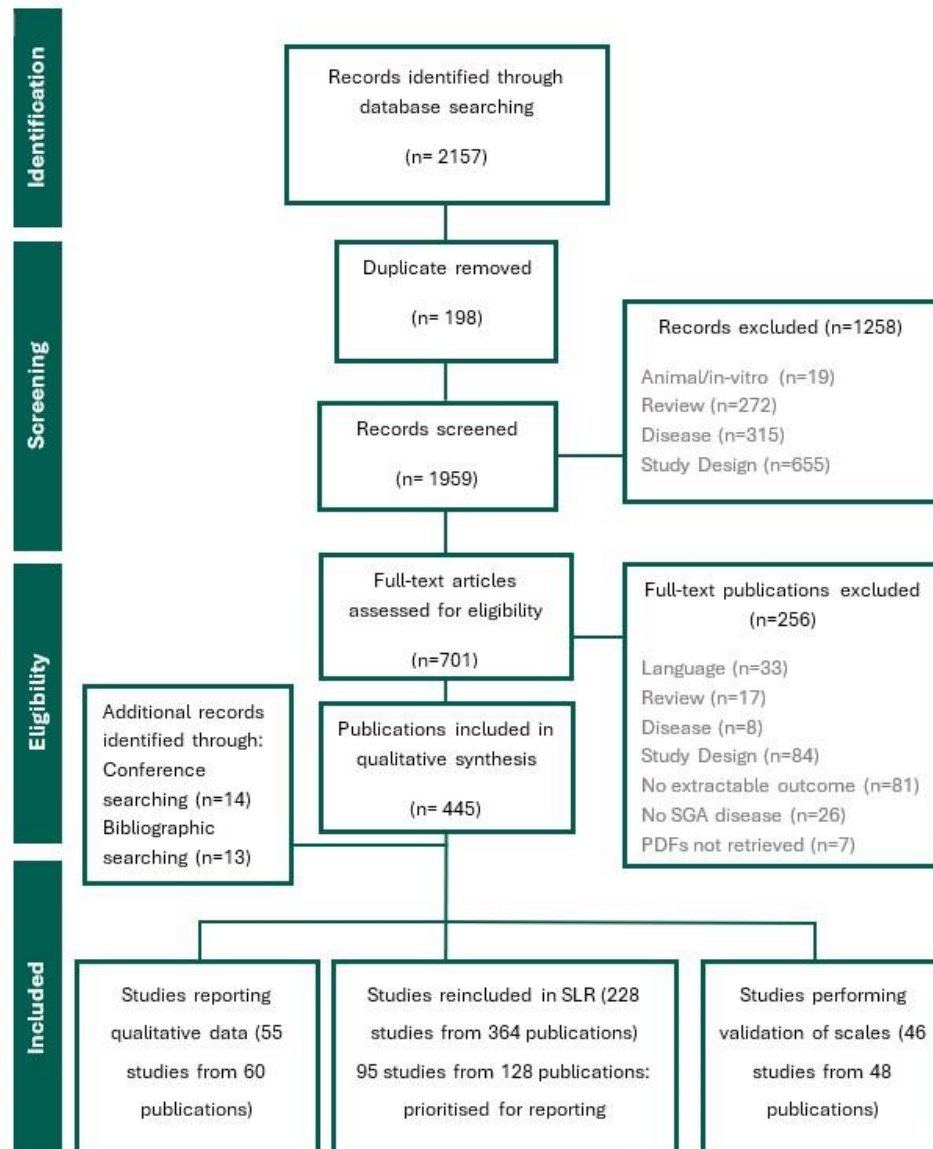 Identification
Records identified through
database searching
(n= 2157)
Screening
Duplicate removed
(n= 198)
Records screened
(n= 1959)
Records excluded (n=1258)
Animal/in-vitro (n=19)
Review (n=272)
Disease (n=315)
Study Design (n=655)
Eligibility
Full-text articles
assessed for eligibility
(n=701)
Full-text publications excluded
(n=256)
Language (n=33)
Review (n=17)
Disease (n=8)
Study Design (n=84)
No extractable outcome (n=81)
No SGA disease (n=26)
PDFs not retrieved (n=7)
Additional records
identified through:
Conference
searching (n=14)
Bibliographic
searching (n=13)
Publications included in
qualitative synthesis
(n= 445)
Included
Studies reporting
qualitative data (55
studies from 60
publications)
Studies reincluded in SLR (228
studies from 364 publications)
95 studies from 128 publications:
prioritised for reporting
Studies performing
validation of scales (46
studies from 48
publications)